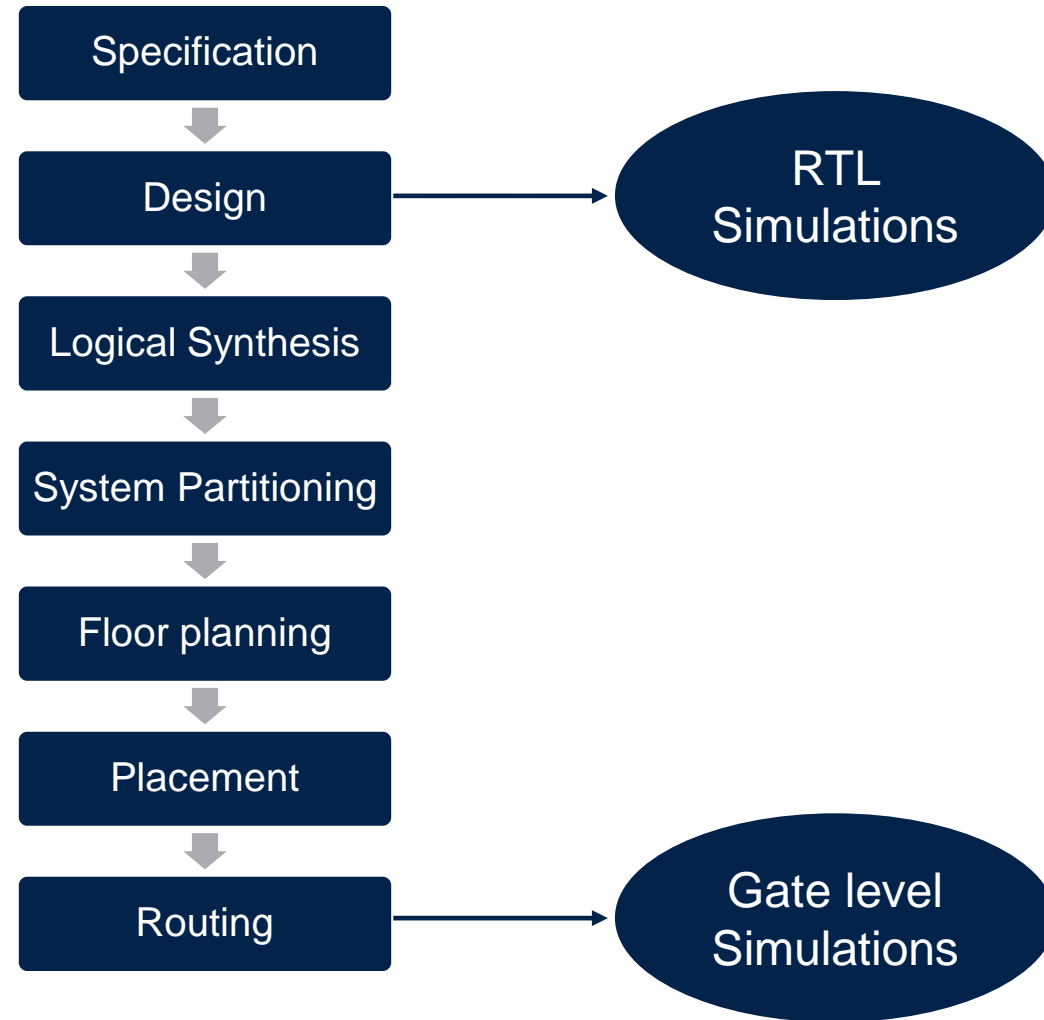 Specification
Design
RTL
Simulations
Logical Synthesis
System Partitioning
Floor planning
Placement
Routing
Gate level
Simulations